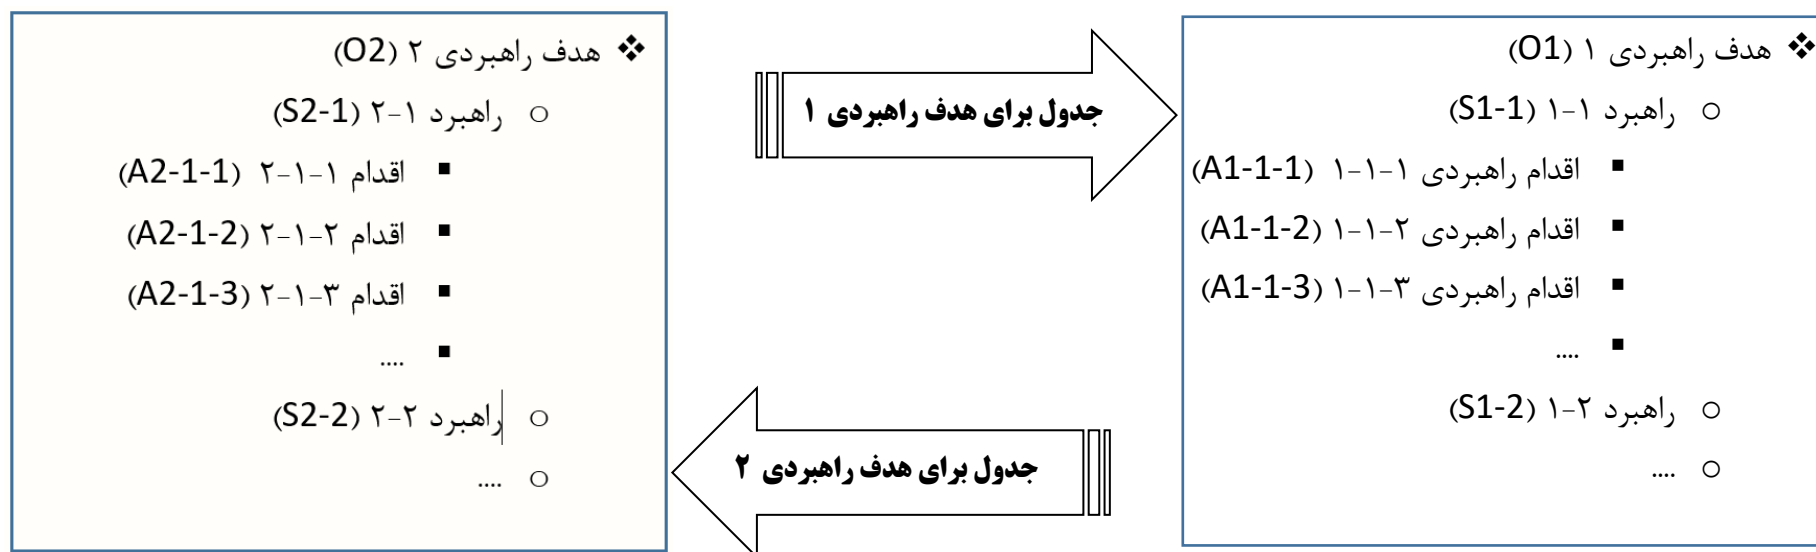 ❖ هدف راهبردی ۱ (O1)
o راهبرد ۱-۱ (S1-1)
▪ اقدام راهبردی ۱-۱-۱ (A1-1-1)
▪ اقدام راهبردی ۲-۱-۱ (A1-1-2)
▪ اقدام راهبردی ۳-۱-۱ (A1-1-3)
▪ ....
o راهبرد ۲-۱ (S1-2)
o ....
جدول برای هدف راهبردی ۱
جدول برای هدف راهبردی ۲
❖ هدف راهبردی ۲ (O2)
o راهبرد ۱-۲ (S2-1)
▪ اقدام ۱-۱-۲ (A2-1-1)
▪ اقدام ۲-۱-۲ (A2-1-2)
▪ اقدام ۳-۱-۲ (A2-1-3)
▪ ....
o راهبرد ۲-۲ (S2-2)
o ....